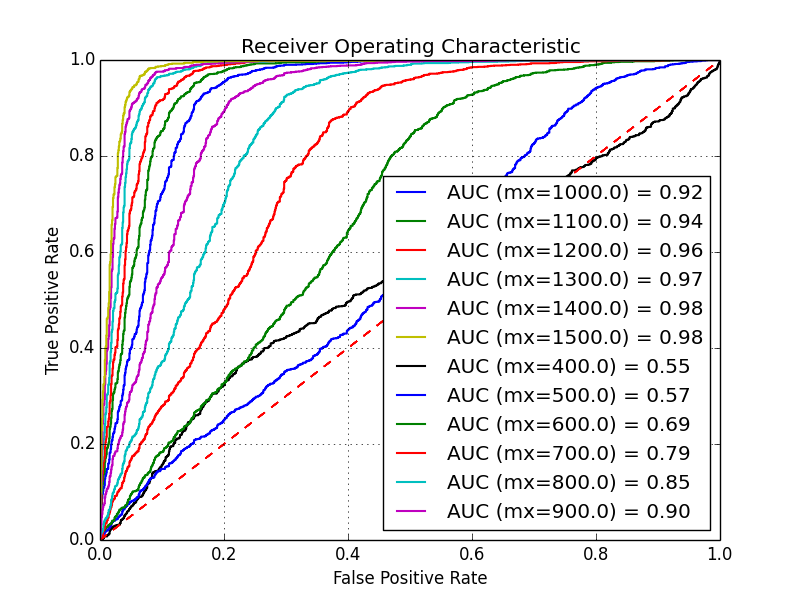 Receiver Operating Characteristic
1.0
0.8
0.6
0.4
0.2
0.0
True Positive Rate
AUC (mx=1000.0) = 0.92
AUC (mx=1100.0) = 0.94
AUC (mx=1200.0) = 0.96
AUC (mx=1300.0) = 0.97
AUC (mx=1400.0) = 0.98
AUC (mx=1500.0) = 0.98
AUC (mx=400.0) = 0.55
AUC (mx=500.0) = 0.57
AUC (mx=600.0) = 0.69
AUC (mx=700.0) = 0.79
AUC (mx=800.0) = 0.85
AUC (mx=900.0) = 0.90
0.0 0.2 0.4 0.6 0.8 1.0
False Positive Rate